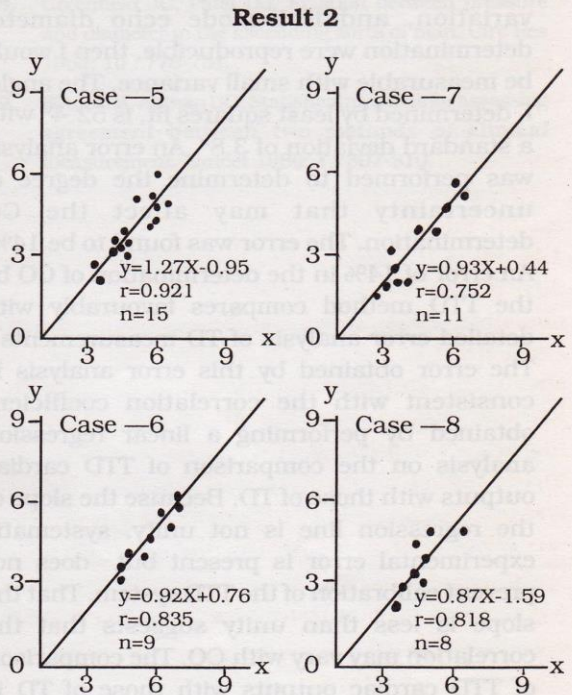 Result 2
y
9
Case —5
6
3
y=1.27X-0.95
r=0.921
n=15
0
3 6 9 x
y
9
Case —7
6
3
y=0.93X+0.44
r=0.752
n=11
0
3 6 9 x
y
9
Case —6
6
3
y=0.92X+0.76
r=0.835
n=9
0
3 6 9 x
y
9
Case —8
6
3
y=0.87X-1.59
r=0.818
n=8
0
3 6 9 x